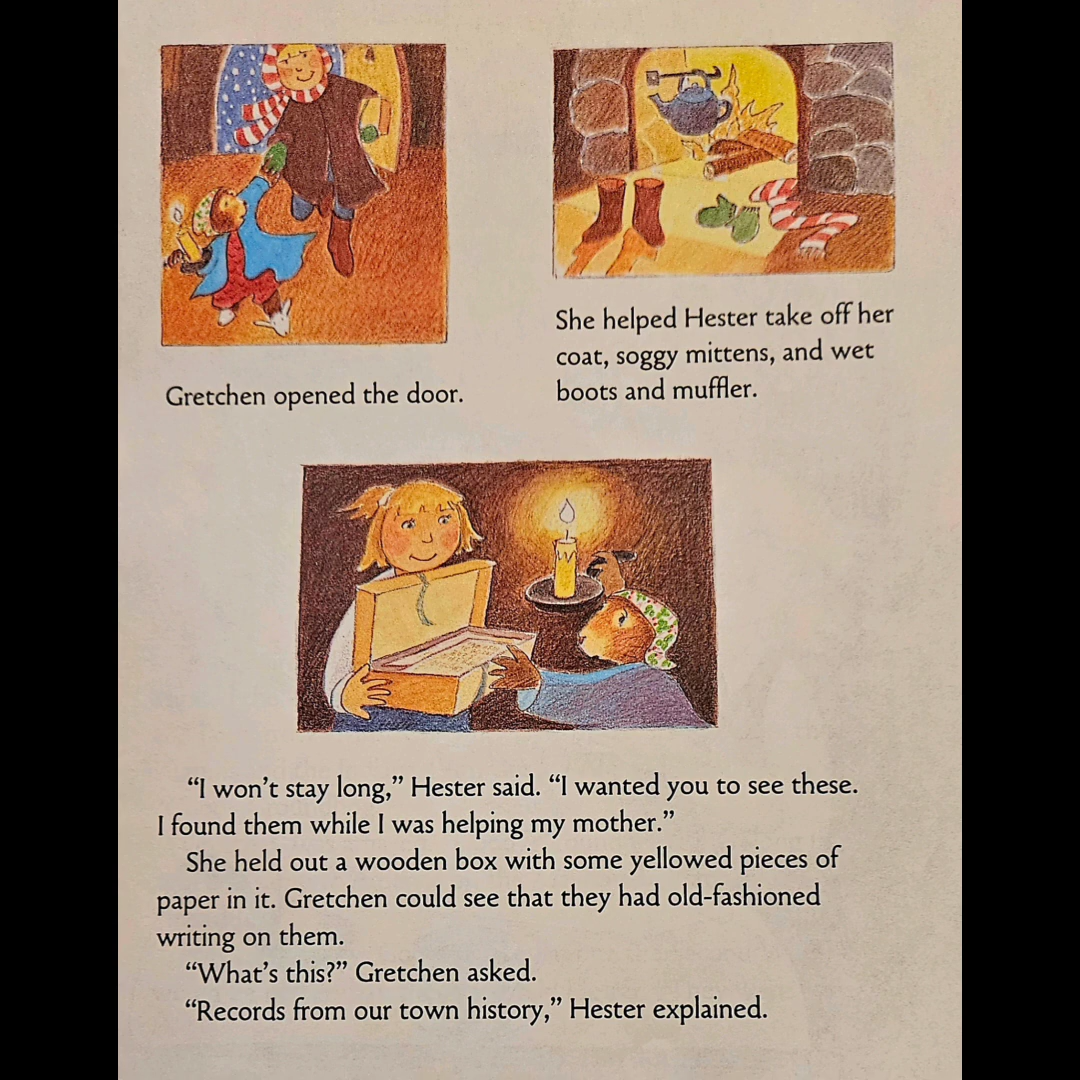 Gretchen opened the door.
She helped Hester take off her
coat, soggy mittens, and wet
boots and muffler.
“I won’t stay long,” Hester said. “I wanted you to see these.
I found them while I was helping my mother.”
She held out a wooden box with some yellowed pieces of
paper in it. Gretchen could see that they had old-fashioned
writing on them.
“What’s this?” Gretchen asked.
“Records from our town history,” Hester explained.